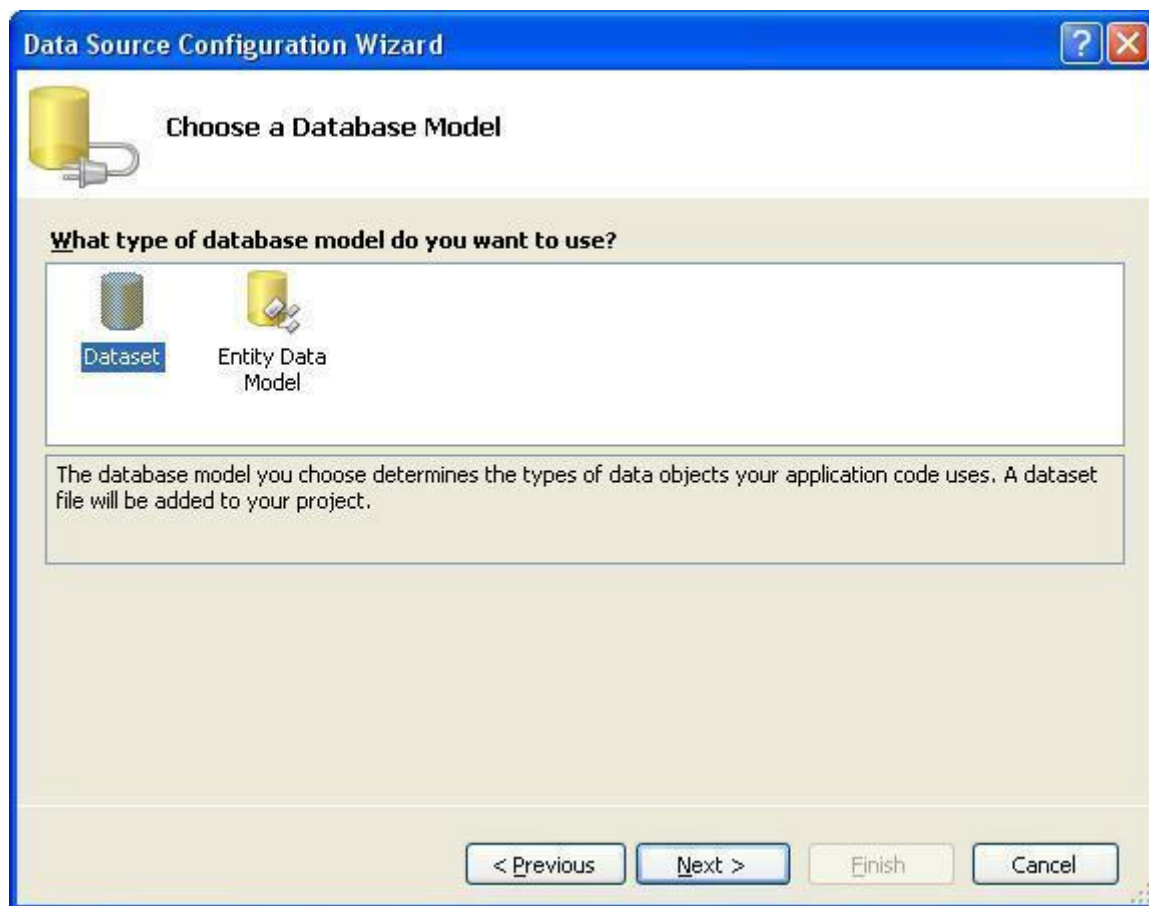 Data Source Configuration Wizard
?
Choose a Database Model
What type of database model do you want to use?
Dataset
Entity Data
Model
The database model you choose determines the types of data objects your application code uses. A dataset
file will be added to your project.
< Previous
Next >
Finish
Cancel